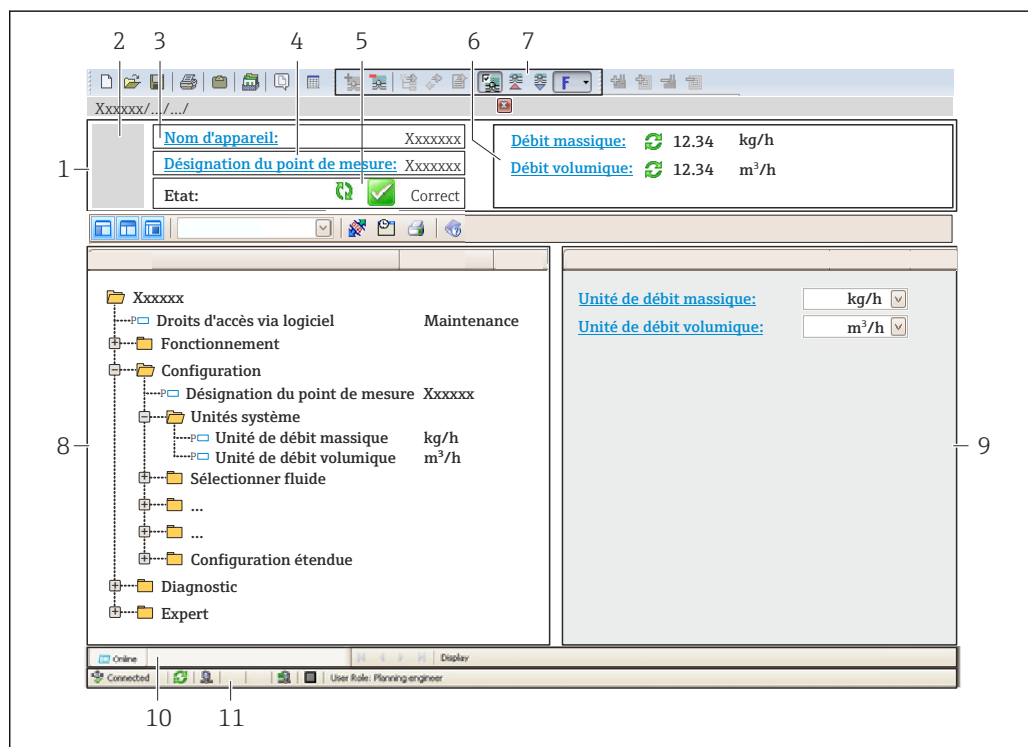 2 3 4 5 6 7
F
Xxxxxx/.../.../
1
Nom d'appareil: Xxxxxxx
Désignation du point de mesure: Xxxxxxx
Etat: Correct
Débit massique: 12.34 kg/h
Débit volumique: 12.34 m³/h
Xxxxxx
Droits d'accès via logiciel Maintenance
Fonctionnement
Configuration
Désignation du point de mesure Xxxxxx
Unités système
Unité de débit massique kg/h
Unité de débit volumique m³/h
Sélectionner fluide
...
...
Configuration étendue
Diagnostic
Expert
8
Unité de débit massique: kg/h
Unité de débit volumique: m³/h
9
Online Display
Connected User Role: Planning engineer
10 11